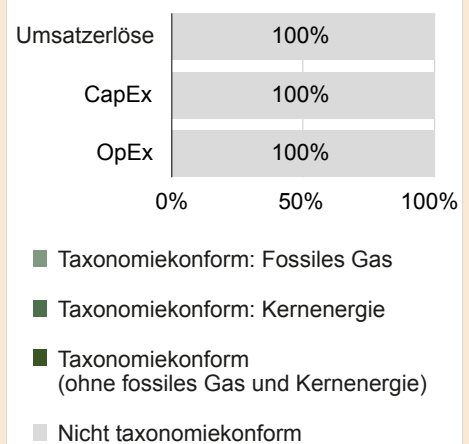 Umsatzerlöse 100%
CapEx 100%
OpEx 100%
0% 50% 100%
Taxonomiekonform: Fossiles Gas
Taxonomiekonform: Kernenergie
Taxonomiekonform
(ohne fossiles Gas und Kernenergie)
Nicht taxonomiekonform